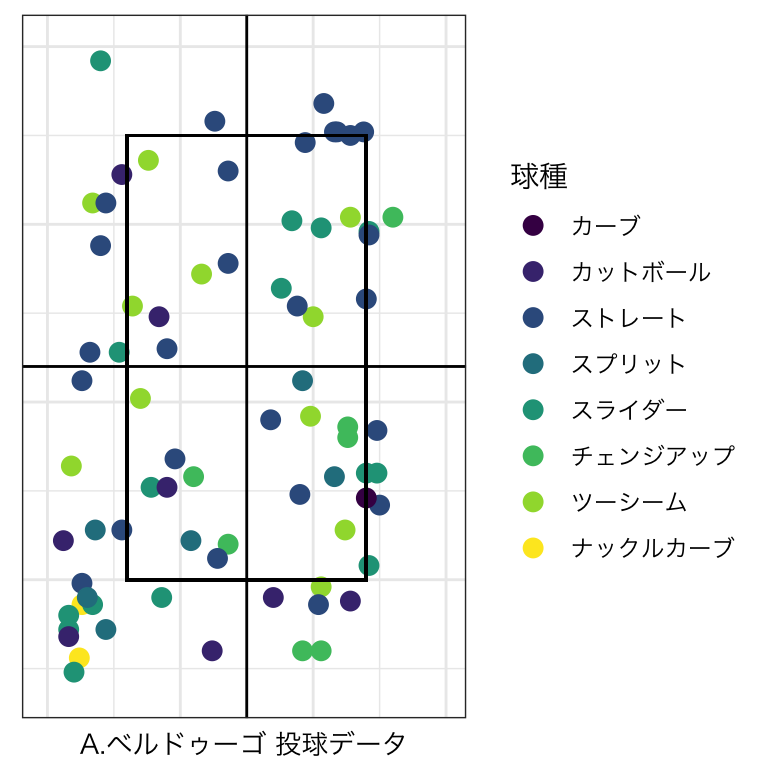 球種
カーブ
カットボール
ストレート
スプリット
スライダー
チェンジアップ
ツーシーム
ナックルカーブ
A.ベルドゥーゴ 投球データ